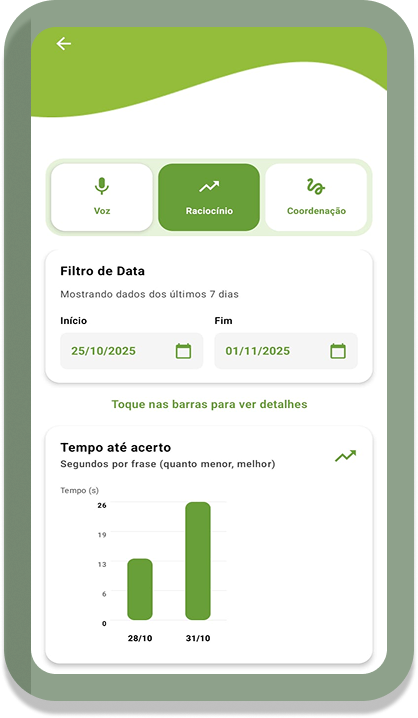 Voz
Raciocínio
Coordenação
Filtro de Data
Mostrando dados dos últimos 7 dias
Início
Fim
25/10/2025
01/11/2025
Toque nas barras para ver detalhes
Tempo até acerto
Segundos por frase (quanto menor, melhor)
Tempo (s)
26
19
13
6
0
28/10
31/10